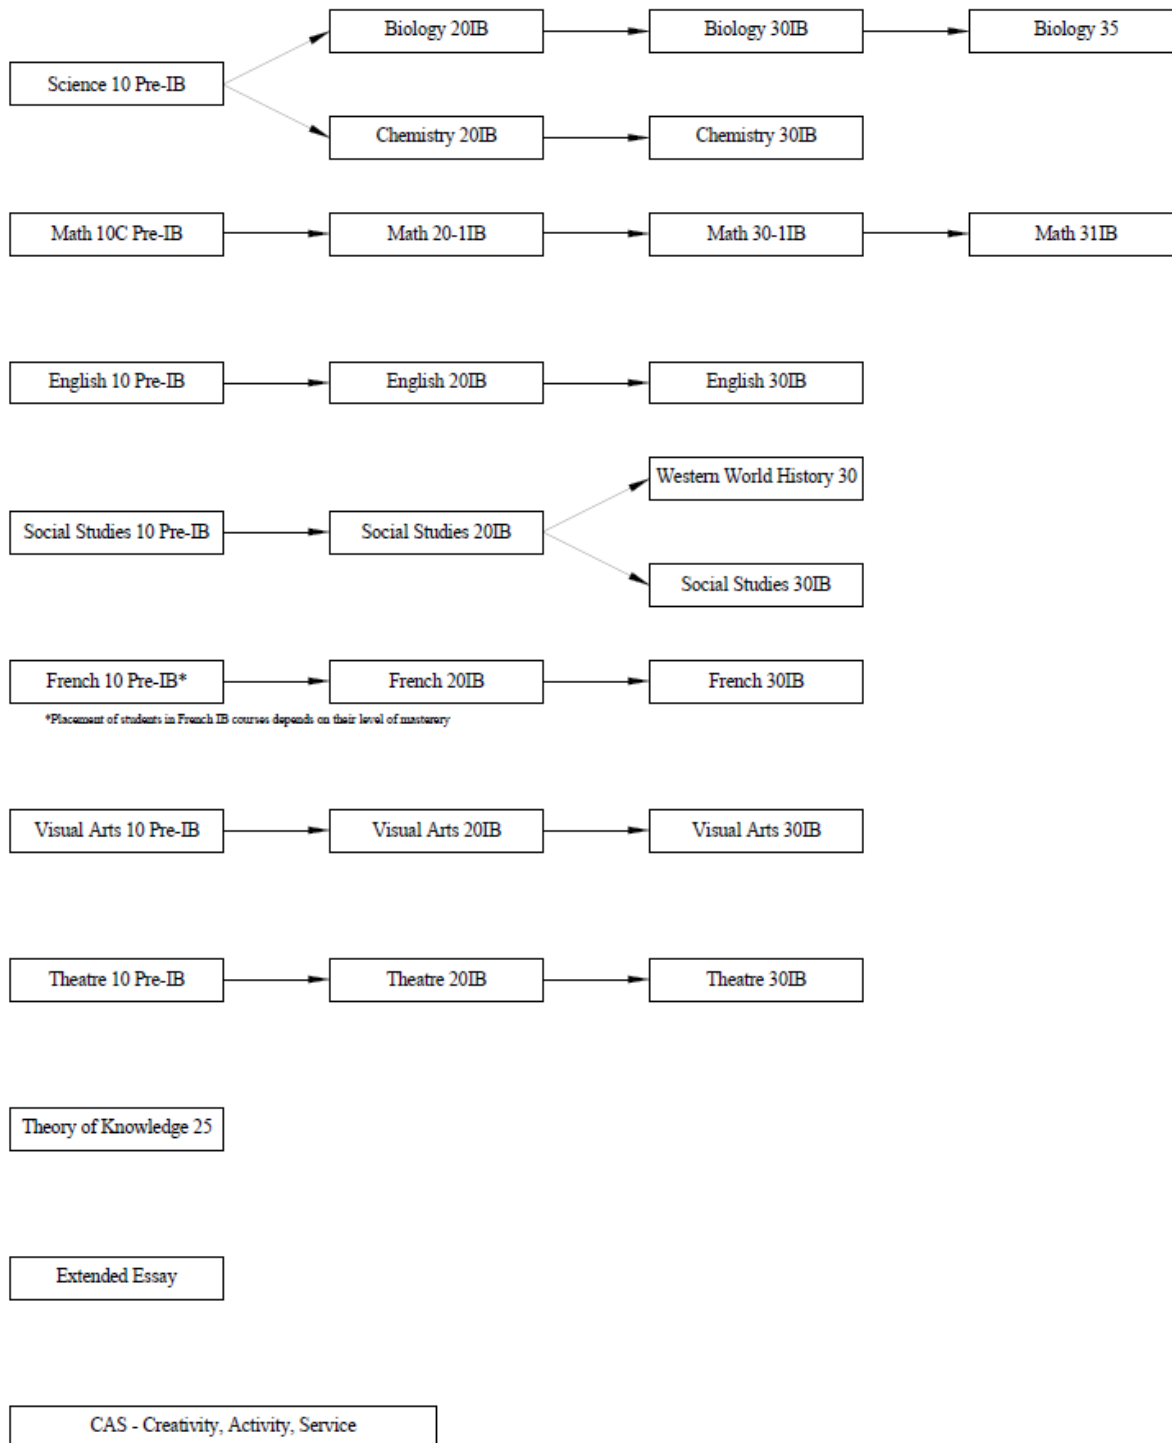 Biology 20IB
Biology 30IB
Biology 35
Science 10 Pre-IB
Chemistry 20IB
Chemistry 30IB
Math 10C Pre-IB
Math 20-1IB
Math 30-1IB
Math 31IB
English 10 Pre-IB
English 20IB
English 30IB
Western World History 30
Social Studies 10 Pre-IB
Social Studies 20IB
Social Studies 30IB
French 10 Pre-IB*
French 20IB
French 30IB
*Placement of students in French IB courses depends on their level of masterery
Visual Arts 10 Pre-IB
Visual Arts 20IB
Visual Arts 30IB
Theatre 10 Pre-IB
Theatre 20IB
Theatre 30IB
Theory of Knowledge 25
Extended Essay
CAS - Creativity, Activity, Service